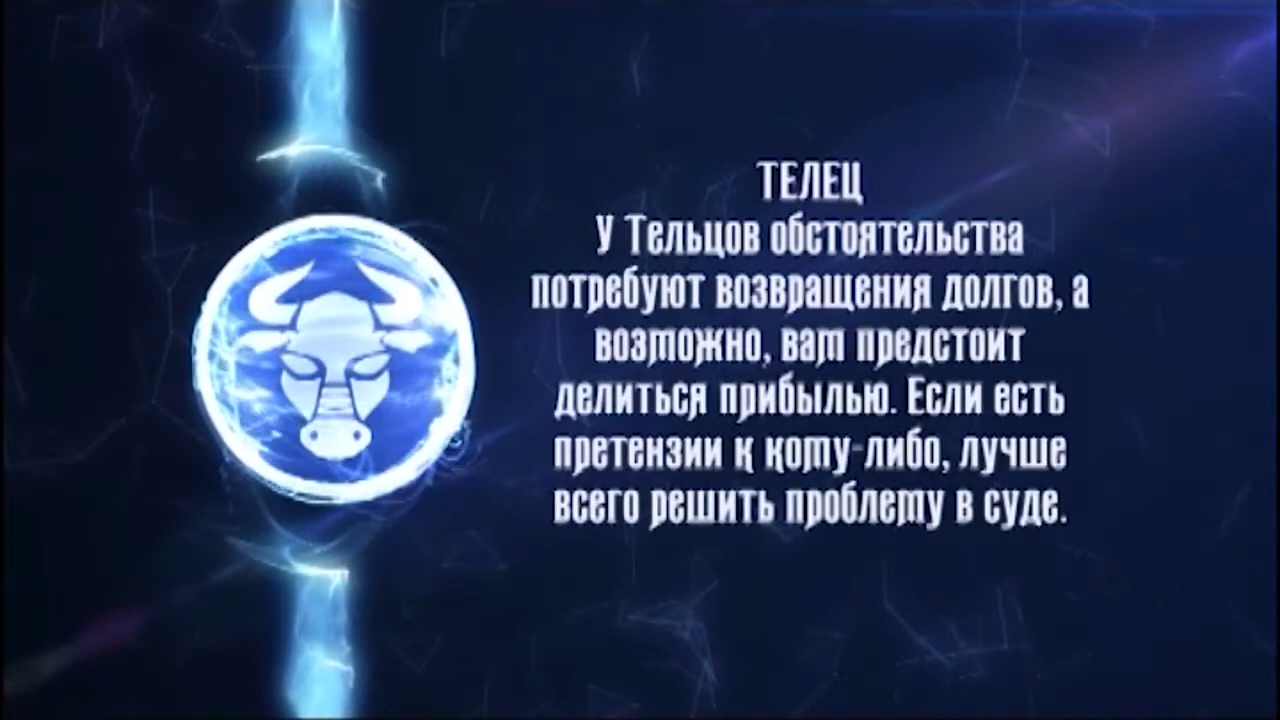 ТЕЛЕЦ
У Тельцов обстоятельства
потребуют возвращения долгов, а
возможно, вам предстоит
делиться прибылью. Если есть
претензии к кому-либо, лучше
всего решить проблему в суде.